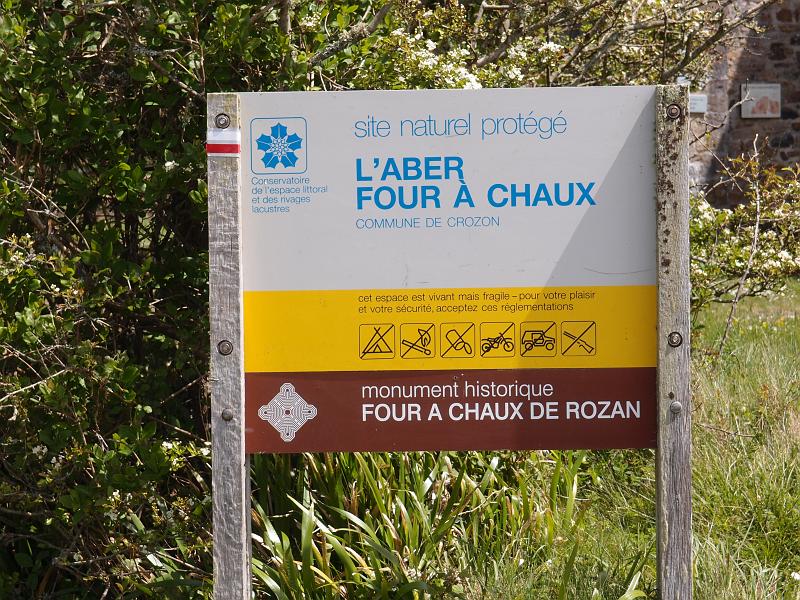 site naturel protégé
L'ABER
FOUR À CHAUX
COMMUNE DE CROZON
Conservatoire
de l'espace littoral
et des rivages
lacustres
cet espace est vivant mais fragile – pour votre plaisir
et votre sécurité, acceptez ces règlementations
monument historique
FOUR A CHAUX DE ROZAN